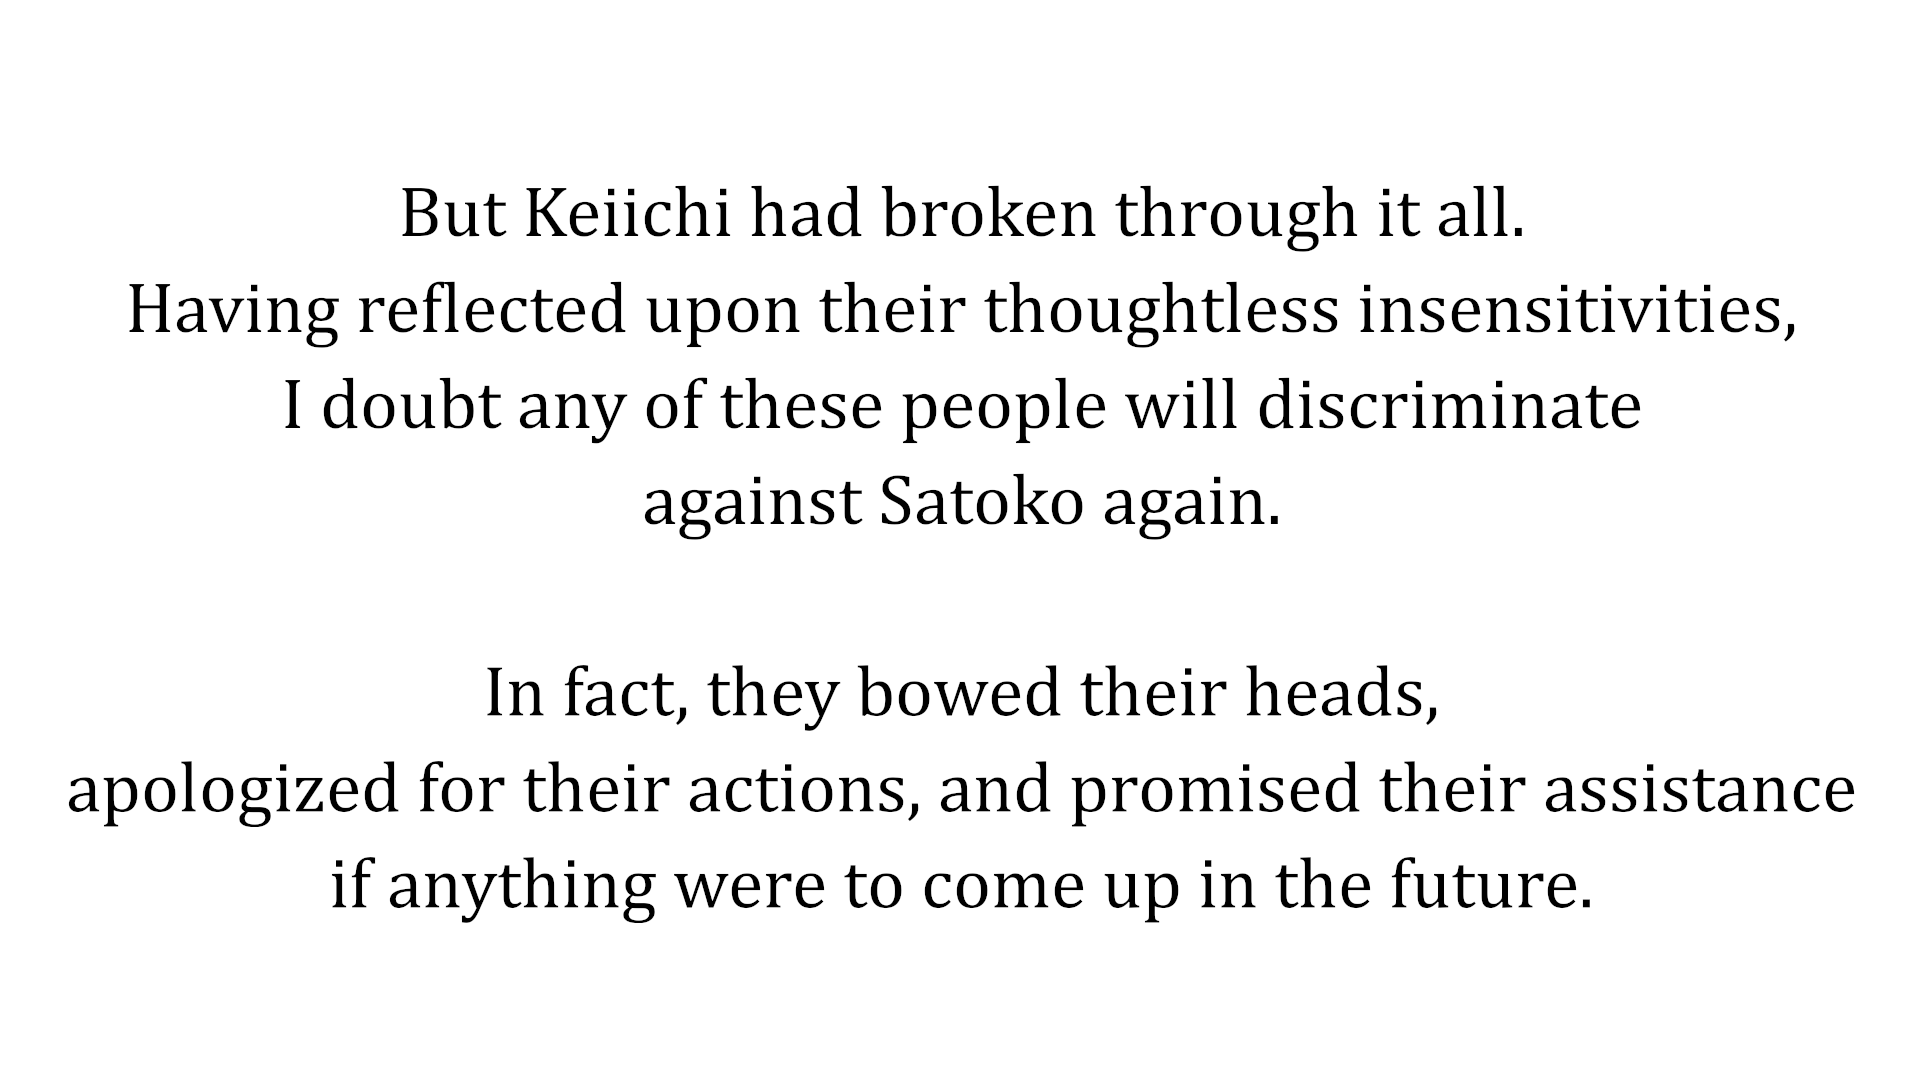 But Keiichi had broken through it all.
Having reflected upon their thoughtless insensitivities,
I doubt any of these people will discriminate
against Satoko again.
In fact, they bowed their heads,
apologized for their actions, and promised their assistance
if anything were to come up in the future.